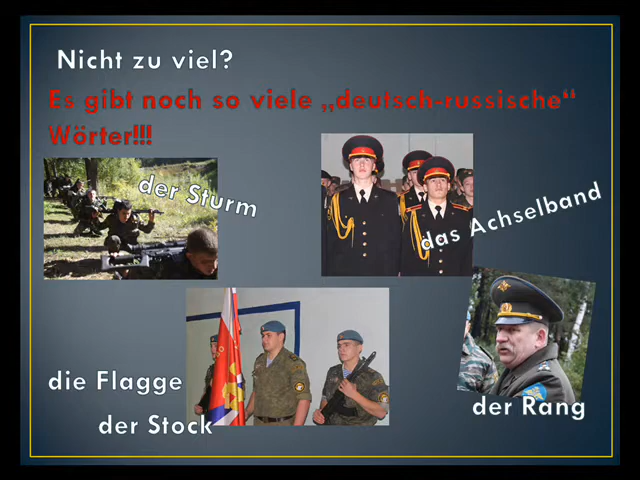 Nicht zu viel?
Es gibt noch so viele „deutsch-russische“
Wörter!!!
der Sturm
das Achselband
die Flagge
der Stock
der Rang